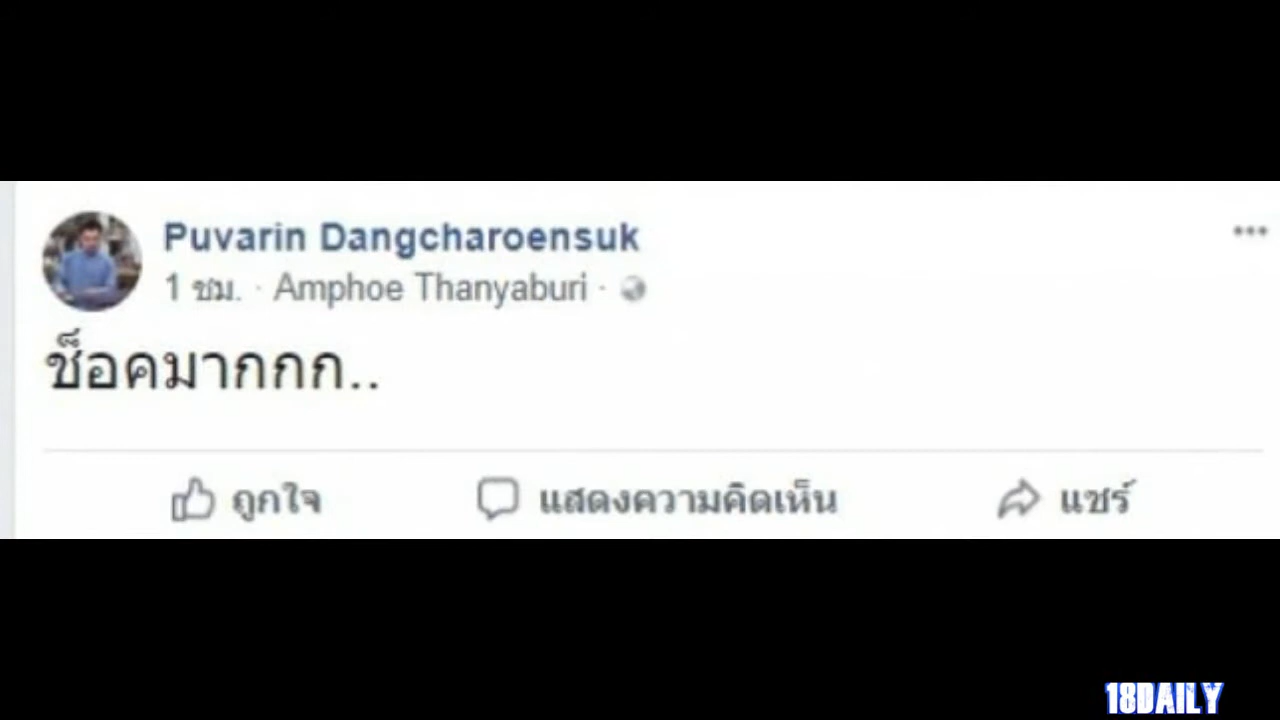 Puvarin Dangcharoensuk
1 ชม. · Amphoe Thanyaburi ·
ช็อคมากกก..
ถูกใจ แสดงความคิดเห็น แชร์
18DAILY